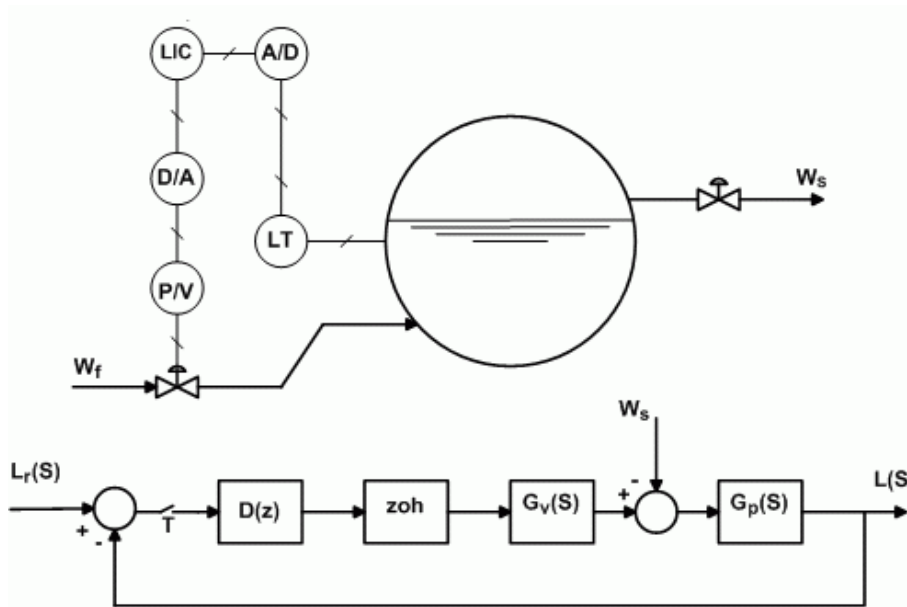 LIC
A/D
D/A
LT
P/V
Ws
Wf
Ws
Lr(S)
+
-
T
D(z)
zoh
Gv(S)
+
-
Gp(S)
L(S